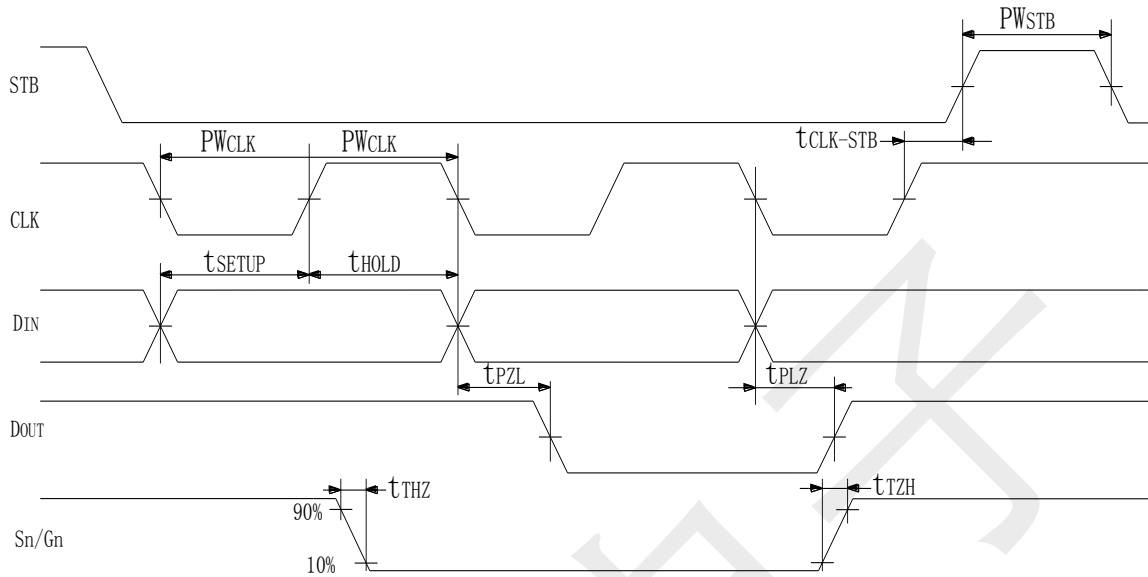 PWSTB
STB
tCLK-STB
PWCLK PWCLK
CLK
tSETUP tHOLD
DIN
tPZL tPLZ
DOUT
tTHZ tTZH
90%
Sn/Gn
10%